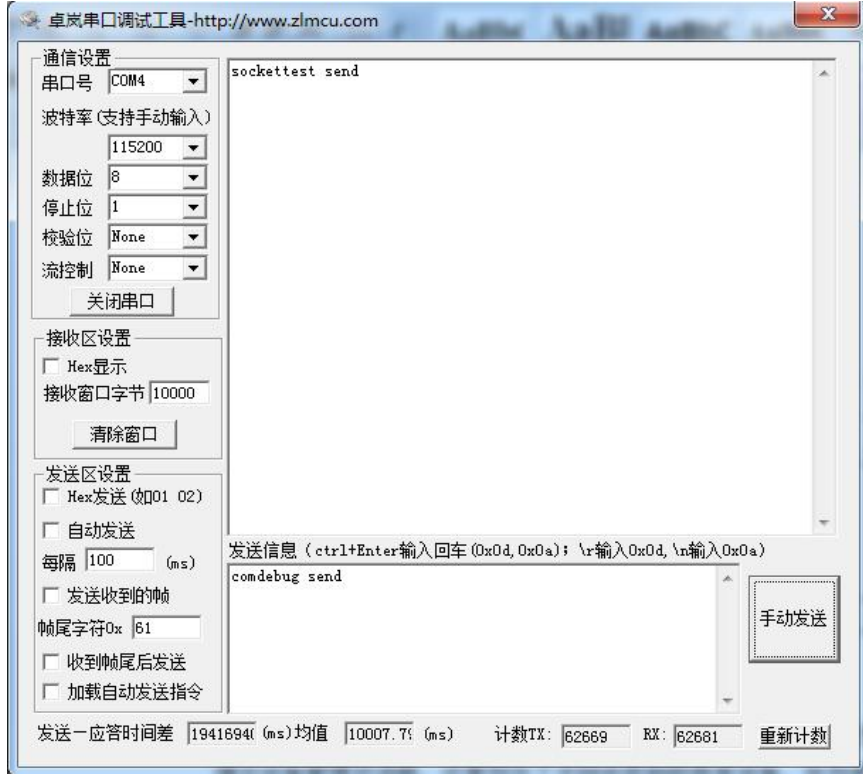 卓岚串口调试工具-http://www.zlmcu.com
通信设置
串口号 COM4
波特率(支持手动输入)
115200
数据位 8
停止位 1
校验位 None
流控制 None
关闭串口
接收区设置
Hex显示
接收窗口字节 10000
清除窗口
发送区设置
Hex发送(如01 02)
自动发送
每隔 100 (ms)
发送收到的帧
帧尾字符0x 61
收到帧尾后发送
加载自动发送指令
sockettest send
发送信息(ctrl+Enter输入回车(0x0d,0x0a);\r输入0x0d,\n输入0x0a)
comdebug send
手动发送
发送一应答时间差 1941694 (ms)均值 10007.79 (ms) 计数TX: 62669 RX: 62681 重新计数